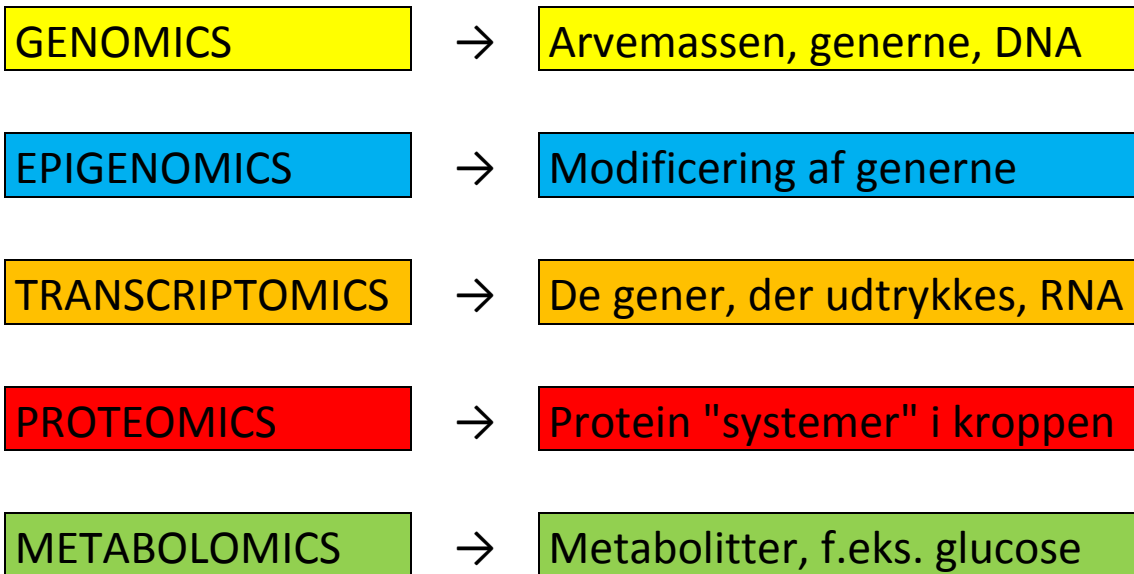 GENOMICS → Arvemassen, generne, DNA
EPIGENOMICS → Modificering af generne
TRANSCRIPTOMICS → De gener, der udtrykkes, RNA
PROTEOMICS → Protein "systemer" i kroppen
METABOLOMICS → Metabolitter, f.eks. glucose